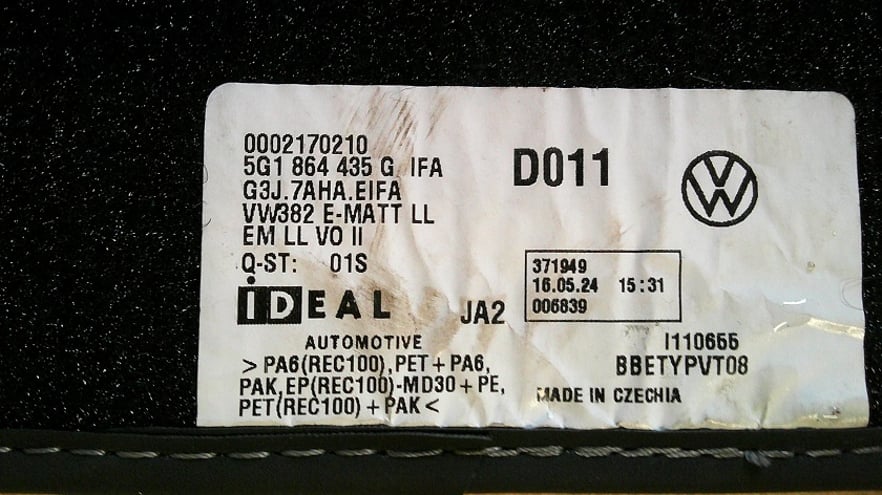 0002170210
5G1 864 435 G IFA
G3J.7AHA.EIFA
VW382 E-MATT LL
EM LL VO II
Q-ST: 01S
IDEAL
AUTOMOTIVE
JA2
>PA6(REC100),PET+PA6,
PAK,EP(REC100)-MD30+PE,
PET(REC100)+PAK<
D011
VW
371949
16.05.24 15:31
006839
I110655
BBETYPVT08
MADE IN CZECHIA